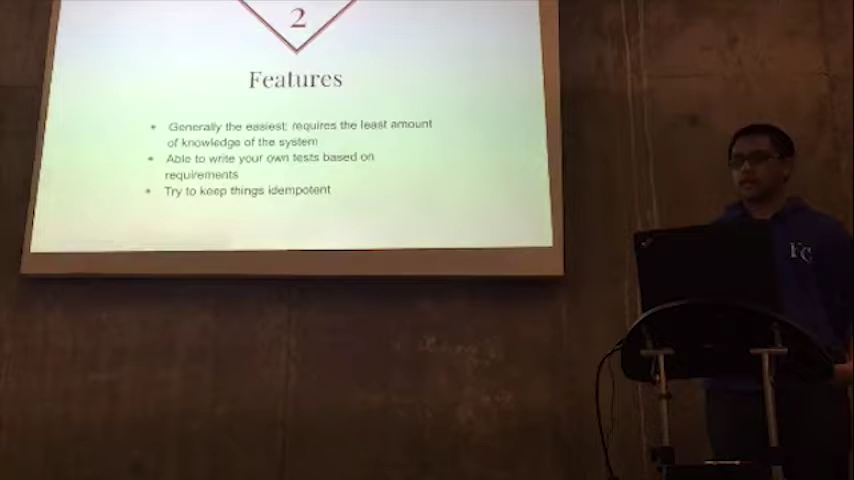 2
Features
Generally the easiest; requires the least amount
of knowledge of the system
Able to write your own tests based on
requirements
Try to keep things idempotent
KC